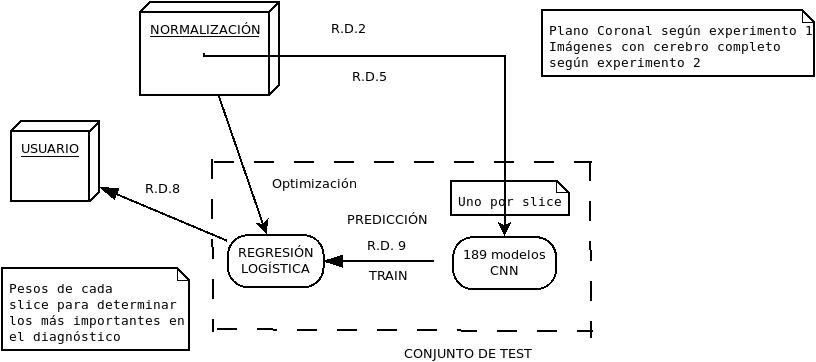 NORMALIZACIÓN
R.D.2
R.D.5
Plano Coronal según experimento 1
Imágenes con cerebro completo
según experimento 2
USUARIO
R.D.8
Optimización
Uno por slice
PREDICCIÓN
R.D. 9
TRAIN
REGRESIÓN
LOGÍSTICA
189 modelos
CNN
Pesos de cada
slice para determinar
los más importantes en
el diagnóstico
CONJUNTO DE TEST